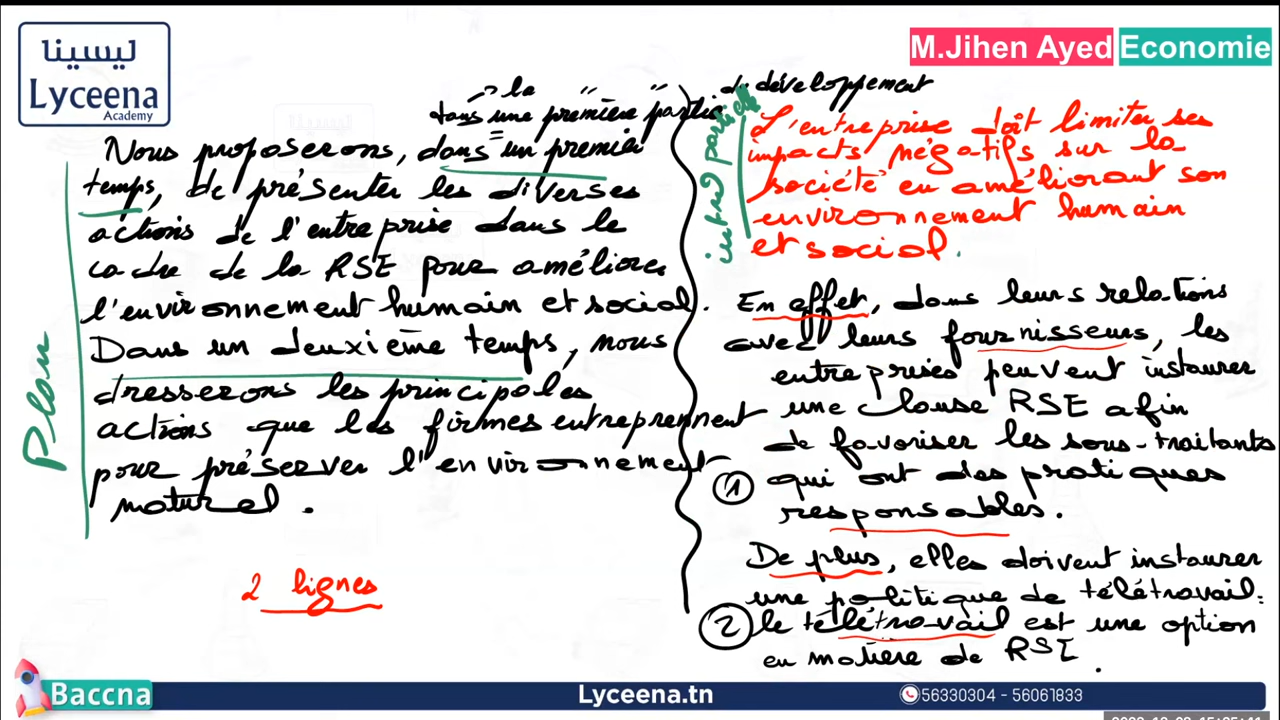 ليسينا
Lyceena
Academy
M.Jihen Ayed Economie
" la " "
dans une première partie
du développement
Nous proposerons, dans un premier
temps, de présenter les diverses
actions de l'entreprise dans le
cadre de la RSE pour améliorer
l'environnement humain et social.
Dans un deuxième temps, nous
dresserons les principales
actions que les firmes entreprennent
pour préserver l'environnement
naturel.
Plan
2 lignes
L'entreprise doit limiter ses
impacts négatifs sur la
société en améliorant son
environnement humain
et social.
En effet, dans leurs relations
avec leurs fournisseurs, les
entreprises peuvent instaurer
une clause RSE afin
de favoriser les sous-traitants
① qui ont des pratiques
responsables.
De plus, elles doivent instaurer
une politique de télétravail:
② le télétravail est une option
en matière de RSE.
Baccna
Lyceena.tn
56330304 - 56061833